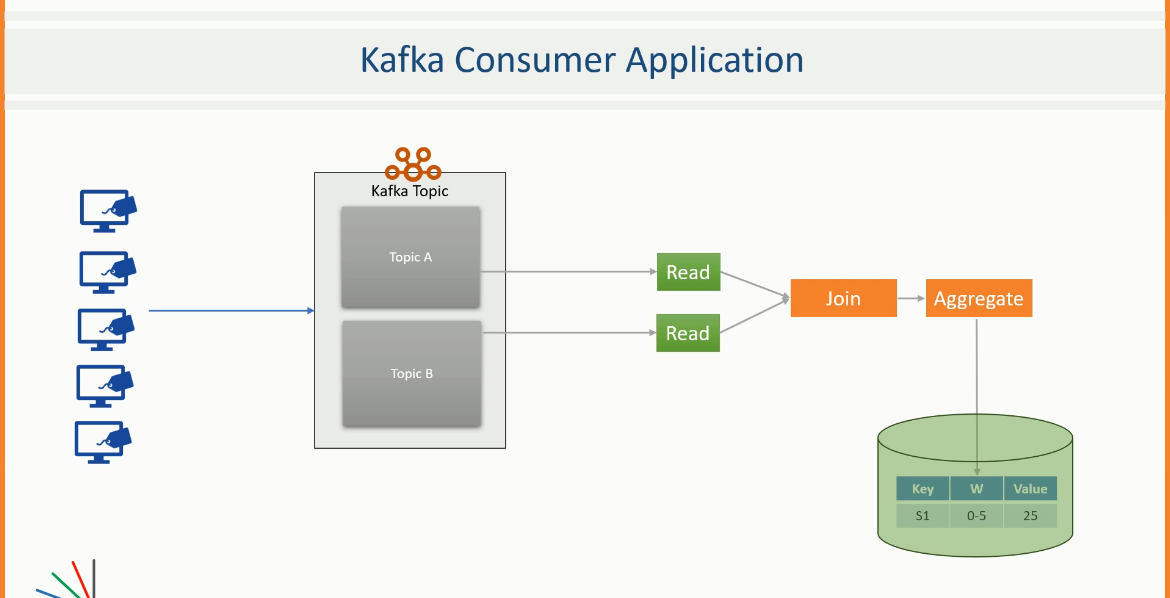 Kafka Consumer Application
Kafka Topic
Topic A
Topic B
Read
Read
Join
Aggregate
Key W Value
S1 0-5 25